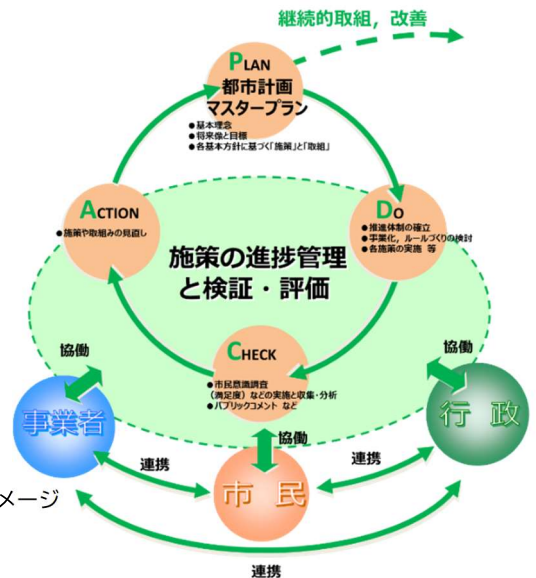 継続的取組，改善
PLAN
都市計画
マスタープラン
●基本理念
●将来像と目標
●各基本方針に基づく「施策」と「取組」
ACTION
●施策や取組みの見直し
DO
●推進体制の確立
●事業化，ルールづくりの検討
●各施策の実施 等
施策の進捗管理
と検証・評価
CHECK
●市民意識調査
（満足度）などの実施と収集・分析
●パブリックコメント など
協働
協働
協働
事業者
行 政
市 民
連携
連携
メージ
連携